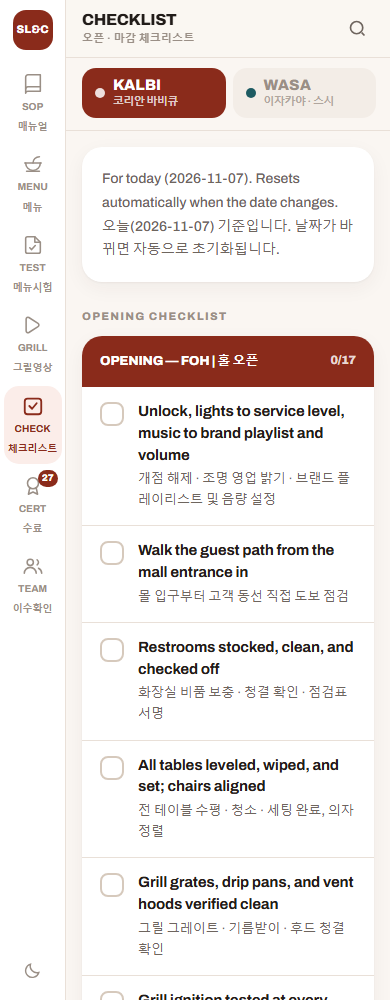 SL&C
CHECKLIST
오픈 · 마감 체크리스트
SOP
매뉴얼
MENU
메뉴
TEST
메뉴시험
GRILL
그릴영상
CHECK
체크리스트
27
CERT
수료
TEAM
이수확인
KALBI
코리안 바비큐
WASA
이자카야 · 스시
For today (2026-11-07). Resets
automatically when the date changes.
오늘(2026-11-07) 기준입니다. 날짜가 바
뀌면 자동으로 초기화됩니다.
OPENING CHECKLIST
OPENING — FOH | 홀 오픈
0/17
Unlock, lights to service level,
music to brand playlist and
volume
개점 해제 · 조명 영업 밝기 · 브랜드 플
레이리스트 및 음량 설정
Walk the guest path from the
mall entrance in
몰 입구부터 고객 동선 직접 도보 점검
Restrooms stocked, clean, and
checked off
화장실 비품 보충 · 청결 확인 · 점검표
서명
All tables leveled, wiped, and
set; chairs aligned
전 테이블 수평 · 청소 · 세팅 완료, 의자
정렬
Grill grates, drip pans, and vent
hoods verified clean
그릴 그레이트 · 기름받이 · 후드 청결
확인
Grill ignition tested at every